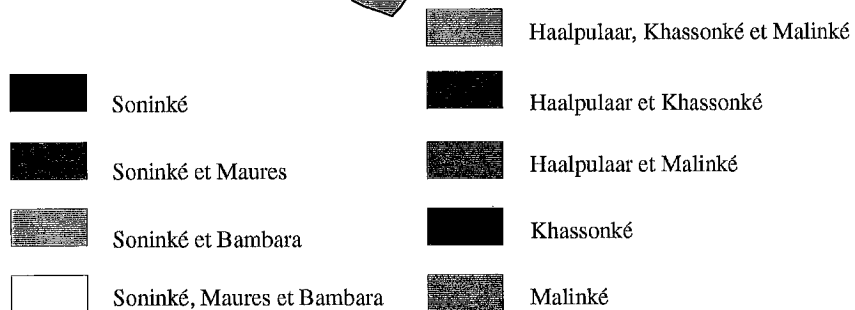 Soninké
Soninké et Maures
Soninké et Bambara
Soninké, Maures et Bambara
Haalpulaar, Khassonké et Malinké
Haalpulaar et Khassonké
Haalpulaar et Malinké
Khassonké
Malinké